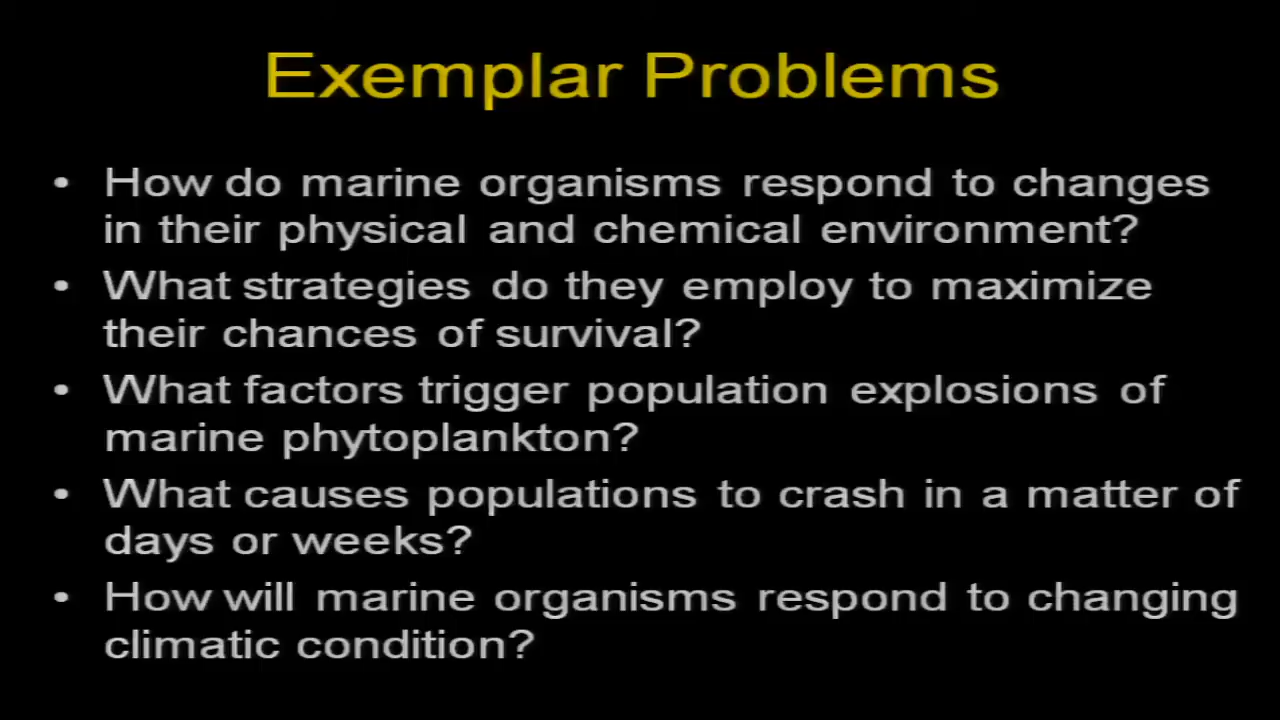 Exemplar Problems
• How do marine organisms respond to changes
in their physical and chemical environment?
• What strategies do they employ to maximize
their chances of survival?
• What factors trigger population explosions of
marine phytoplankton?
• What causes populations to crash in a matter of
days or weeks?
• How will marine organisms respond to changing
climatic condition?